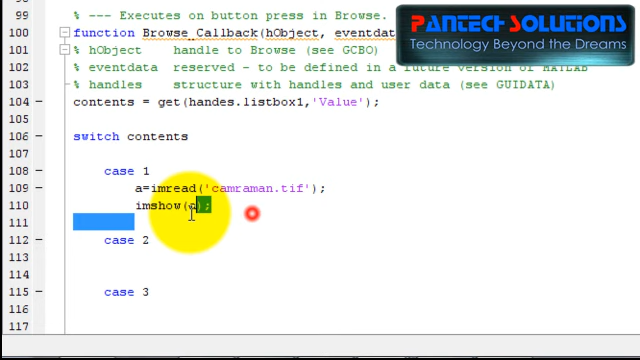 PANTECH SOLUTIONS
Technology Beyond the Dreams
99 % --- Executes on button press in Browse.
100 function Browse_Callback(hObject, eventdata
101 % hObject handle to Browse (see GCBO)
102 % eventdata reserved - to be defined in a future version of MATLAB
103 % handles structure with handles and user data (see GUIDATA)
104 contents = get(handes.listbox1,'Value');
105
106 switch contents
107
108 case 1
109 a=imread('camraman.tif');
110 imshow(a);
111
112 case 2
113
114
115 case 3
116
117